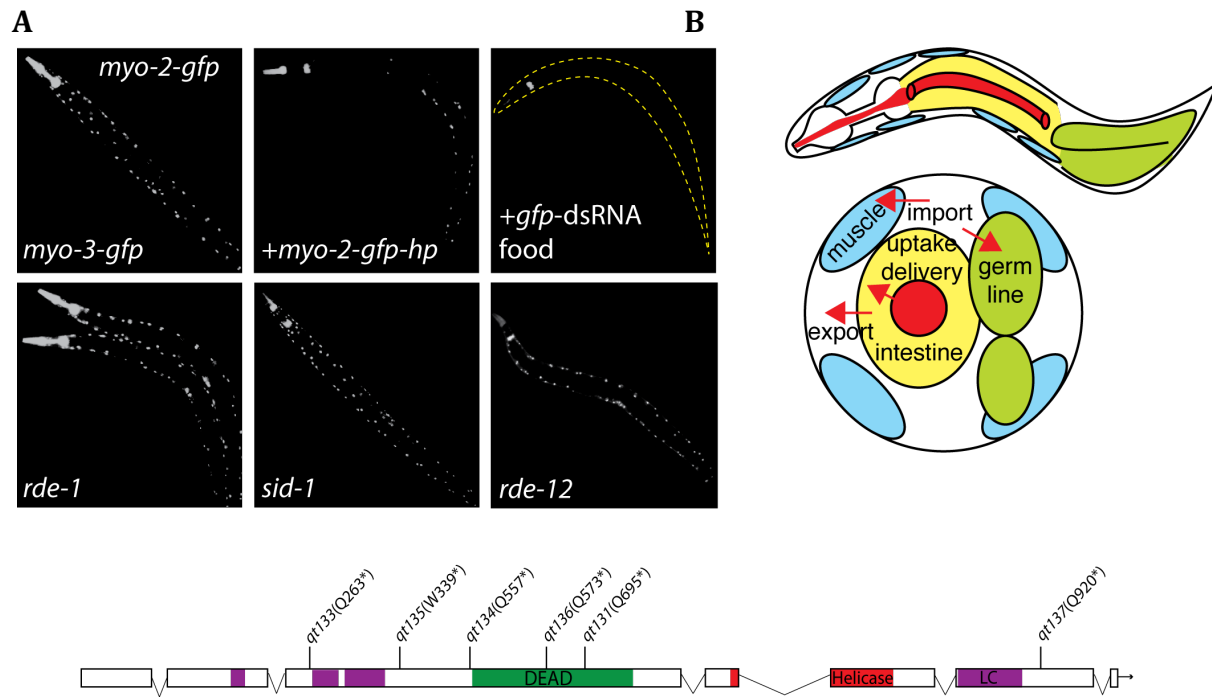 A
B
myo-2-gfp
myo-3-gfp
+myo-2-gfp-hp
+gfp-dsRNA
food
rde-1
sid-1
rde-12
muscle
import
uptake
delivery
germ
line
export
intestine
qt133(Q263*)
qt135(W339*)
qt134(Q557*)
qt136(Q573*)
qt131(Q695*)
qt137(Q920*)
DEAD
Helicase
LC